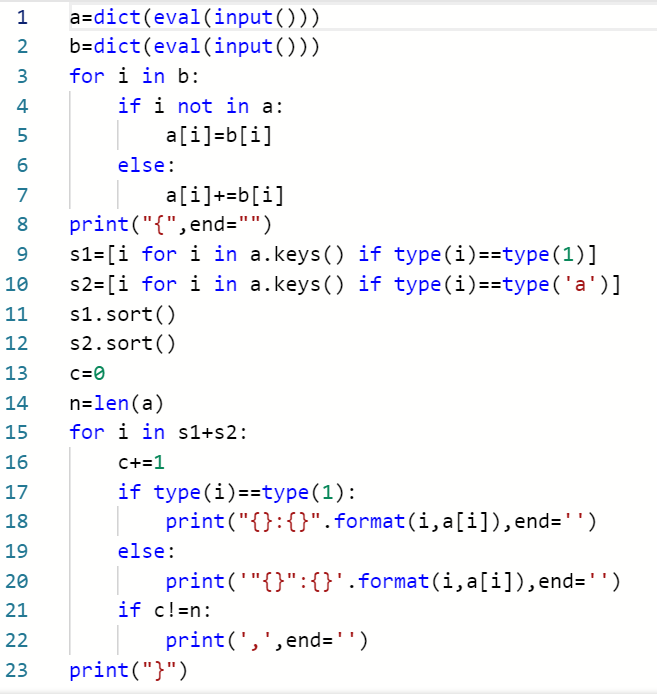 1 a=dict(eval(input()))
2 b=dict(eval(input()))
3 for i in b:
4     if i not in a:
5         a[i]=b[i]
6     else:
7         a[i]+=b[i]
8 print("{",end="")
9 s1=[i for i in a.keys() if type(i)==type(1)]
10 s2=[i for i in a.keys() if type(i)==type('a')]
11 s1.sort()
12 s2.sort()
13 c=0
14 n=len(a)
15 for i in s1+s2:
16     c+=1
17     if type(i)==type(1):
18         print("{}:{}".format(i,a[i]),end='')
19     else:
20         print('"{}":{}'.format(i,a[i]),end='')
21     if c!=n:
22         print(',',end='')
23 print("}")